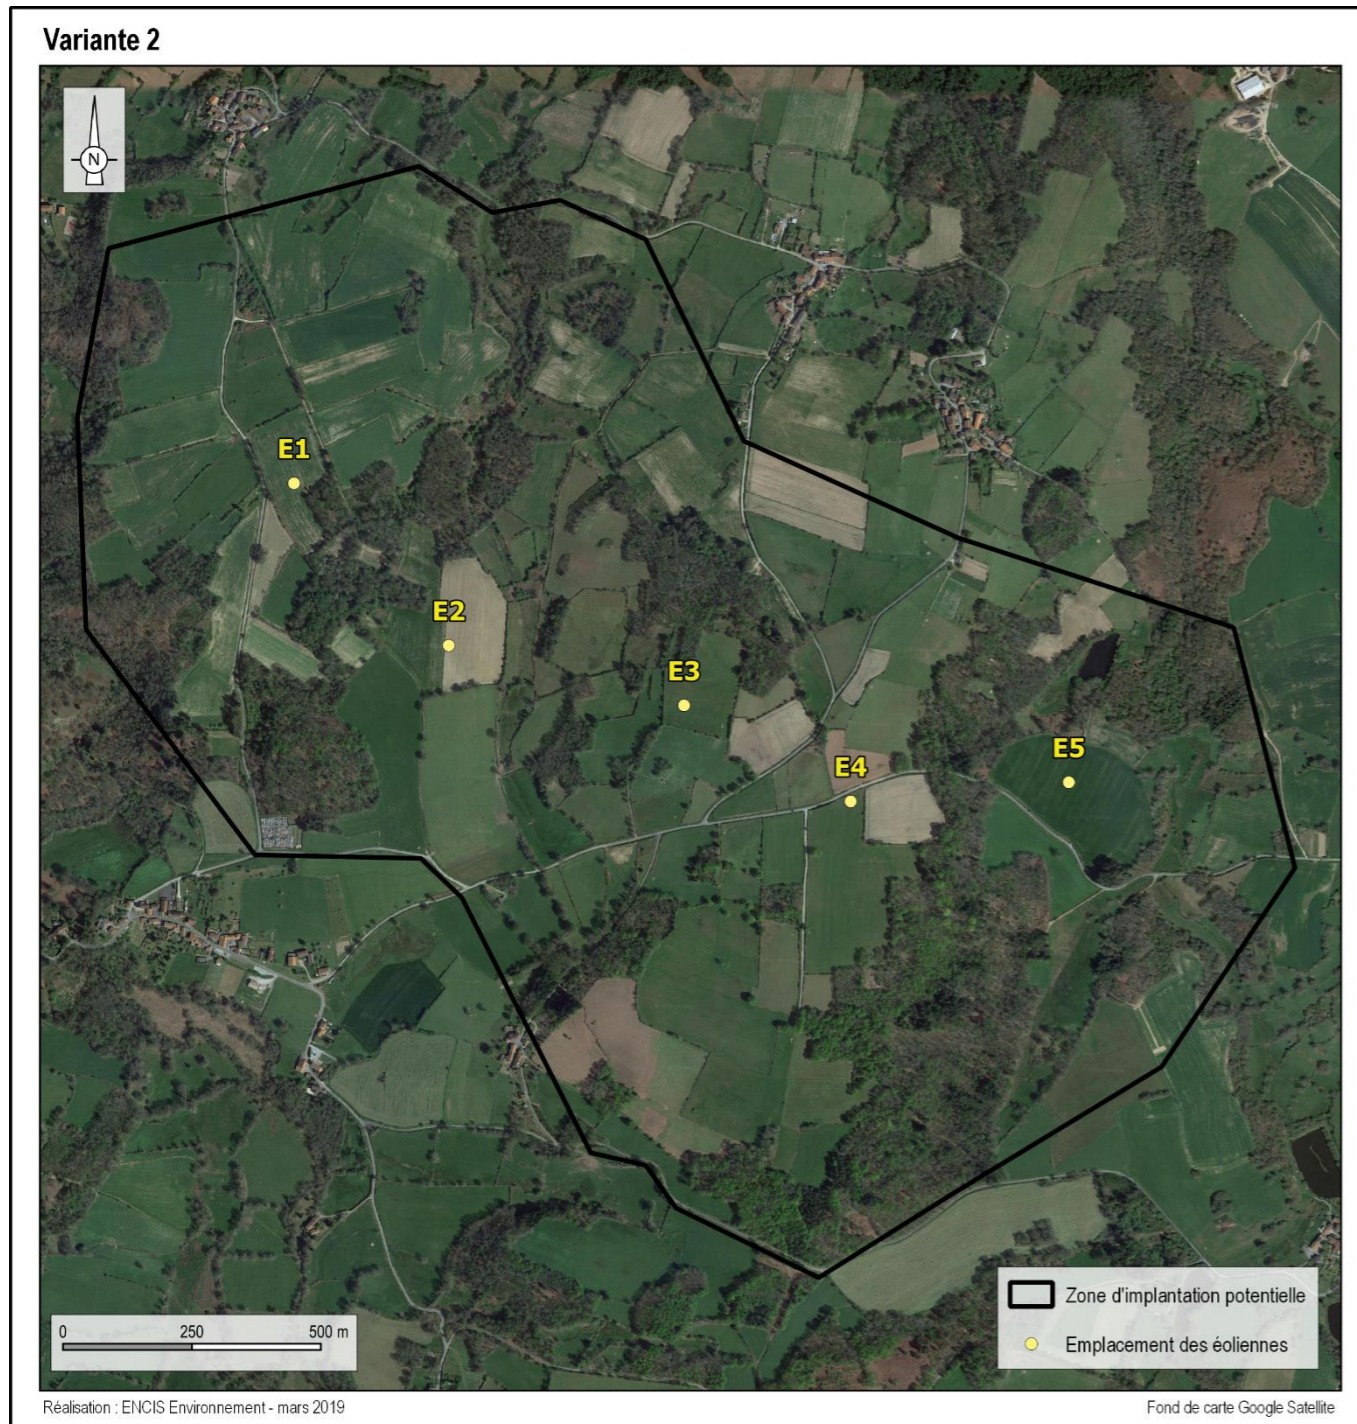 Variante 2
N
E1
E2
E3
E4
E5
0 250 500 m
Zone d'implantation potentielle
Emplacement des éoliennes
Réalisation : ENCIS Environnement - mars 2019
Fond de carte Google Satellite